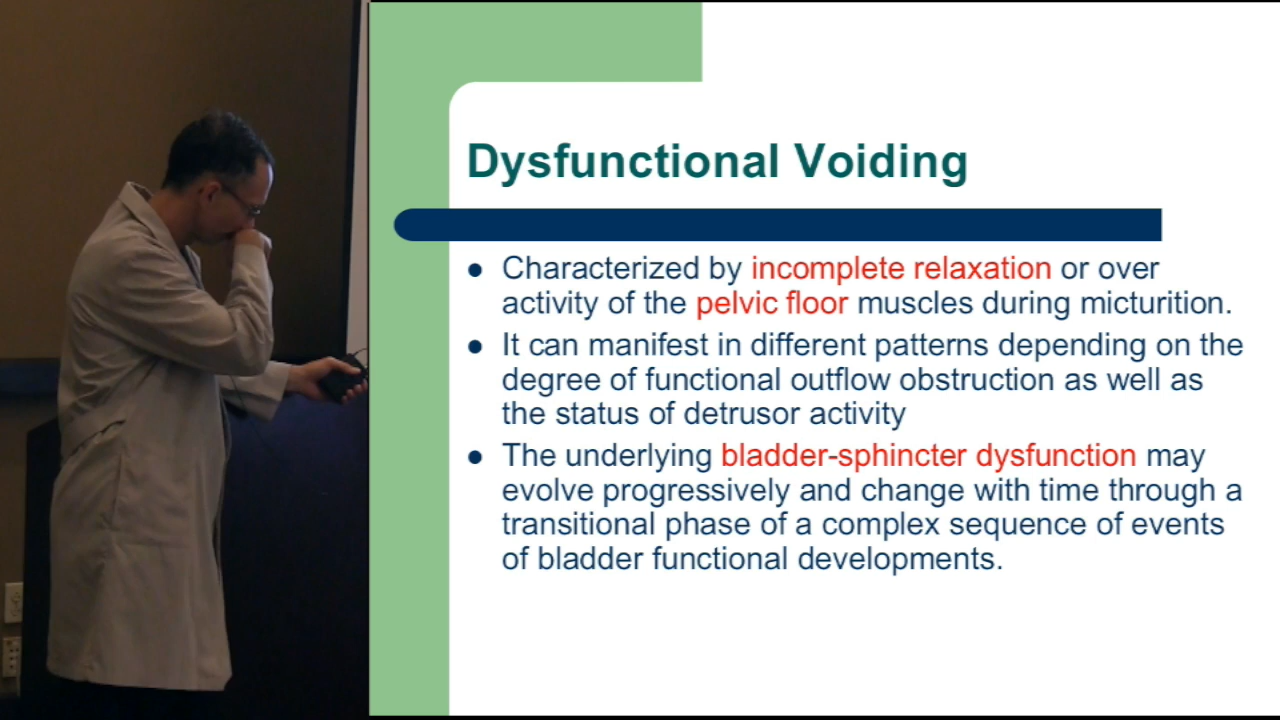 Dysfunctional Voiding
Characterized by incomplete relaxation or over
activity of the pelvic floor muscles during micturition.
It can manifest in different patterns depending on the
degree of functional outflow obstruction as well as
the status of detrusor activity
The underlying bladder-sphincter dysfunction may
evolve progressively and change with time through a
transitional phase of a complex sequence of events
of bladder functional developments.